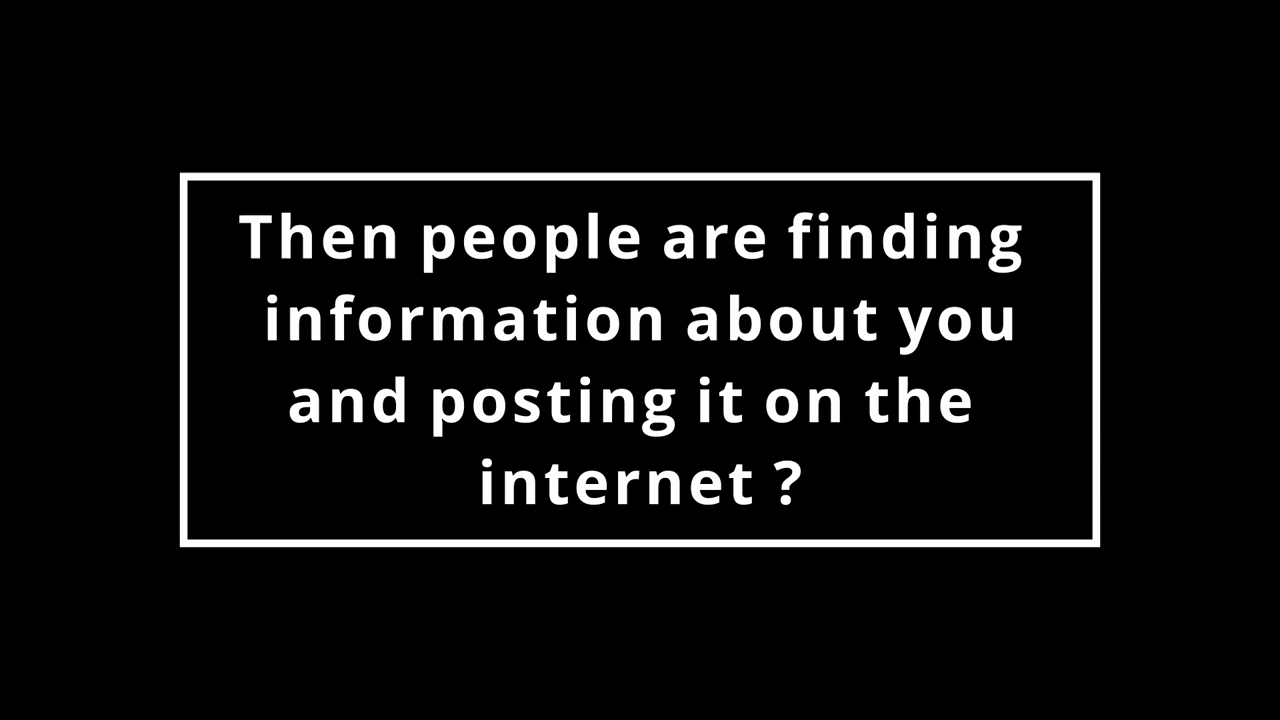 Then people are finding
information about you
and posting it on the
internet ?